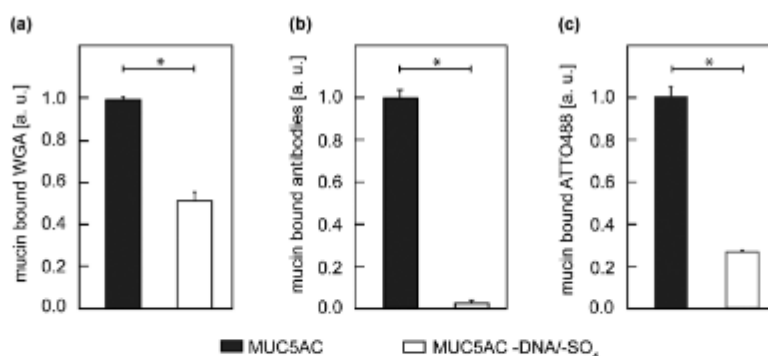 (a)
mucin bound WGA [a. u.]
1.0
0.8
0.6
0.4
0.2
0.0
*
(b)
mucin bound antibodies [a. u.]
1.0
0.8
0.6
0.4
0.2
0.0
*
(c)
mucin bound ATTO488 [a. u.]
1.0
0.8
0.6
0.4
0.2
0.0
*
MUC5AC
MUC5AC -DNA/-SO₄